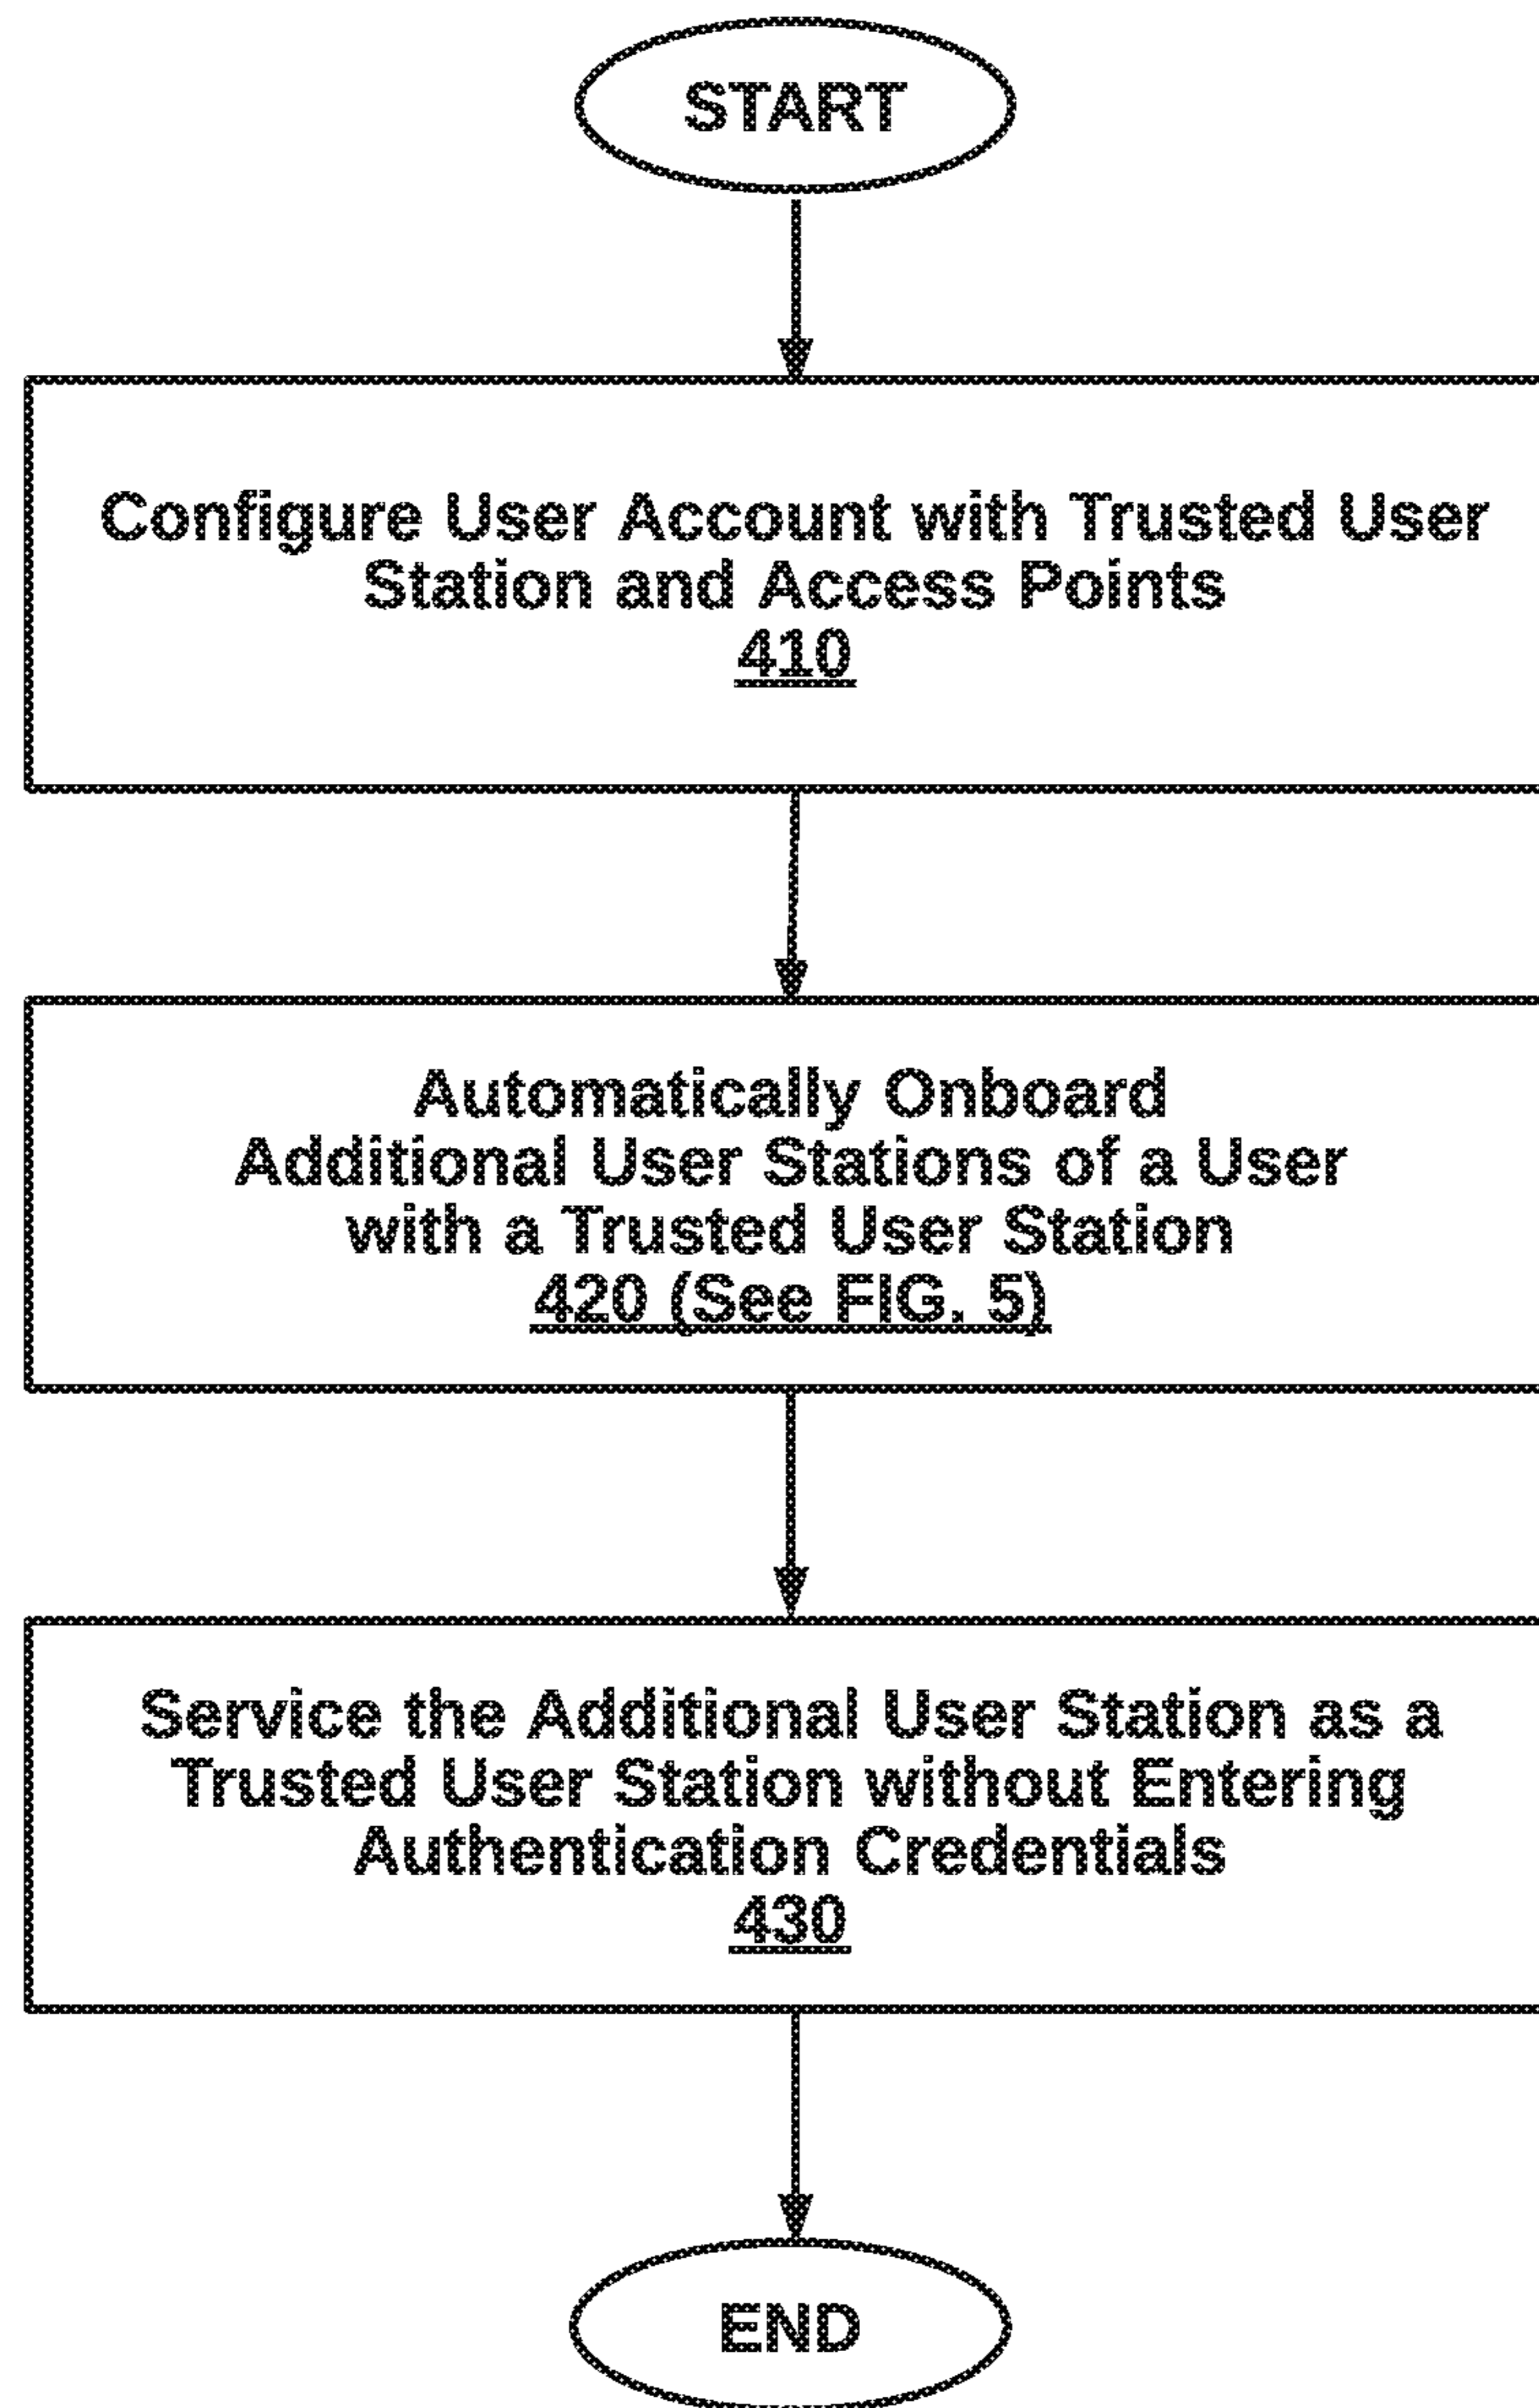 START
Configure User Account with Trusted User
Station and Access Points
410
Automatically Onboard
Additional User Stations of a User
with a Trusted User Station
420 (See FIG. 5)
Service the Additional User Station as a
Trusted User Station without Entering
Authentication Credentials
430
END